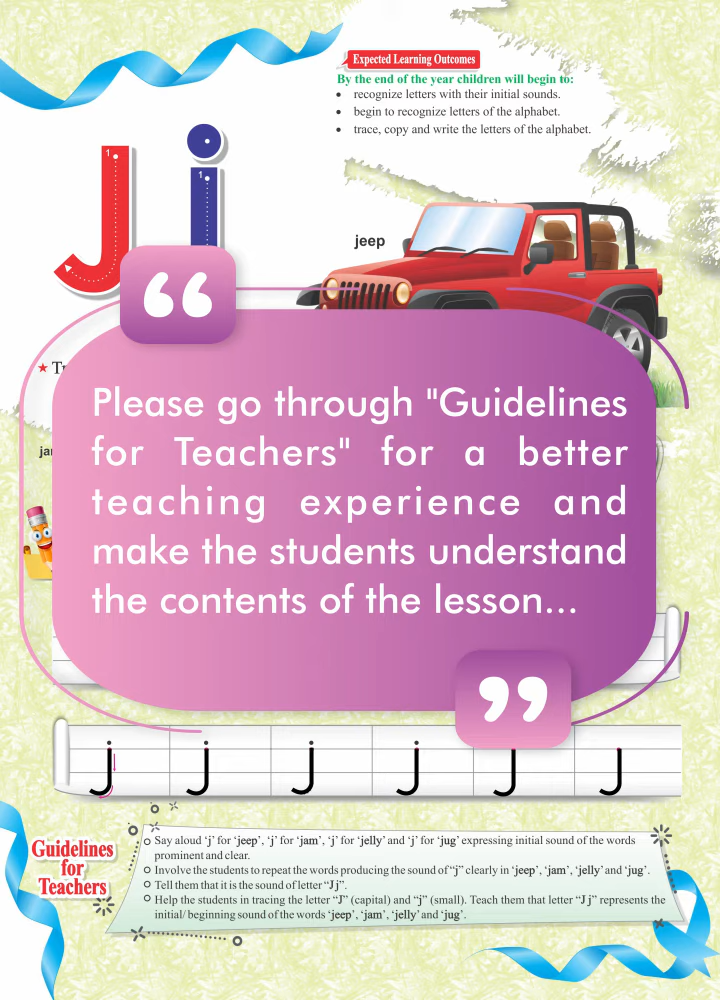 Expected Learning Outcomes
By the end of the year children will begin to:
• recognize letters with their initial sounds.
• begin to recognize letters of the alphabet.
• trace, copy and write the letters of the alphabet.
J j
1
1
jeep
“
Please go through "Guidelines
for Teachers" for a better
teaching experience and
make the students understand
the contents of the lesson...
”
j j j j j j
Guidelines
for
Teachers
Say aloud ‘j’ for ‘jeep’, ‘j’ for ‘jam’, ‘j’ for ‘jelly’ and ‘j’ for ‘jug’ expressing initial sound of the words
prominent and clear.
Involve the students to repeat the words producing the sound of “j” clearly in ‘jeep’, ‘jam’, ‘jelly’ and ‘jug’.
Tell them that it is the sound of letter “J j”.
Help the students in tracing the letter “J” (capital) and “j” (small). Teach them that letter “J j” represents the
initial/ beginning sound of the words ‘jeep’, ‘jam’, ‘jelly’ and ‘jug’.